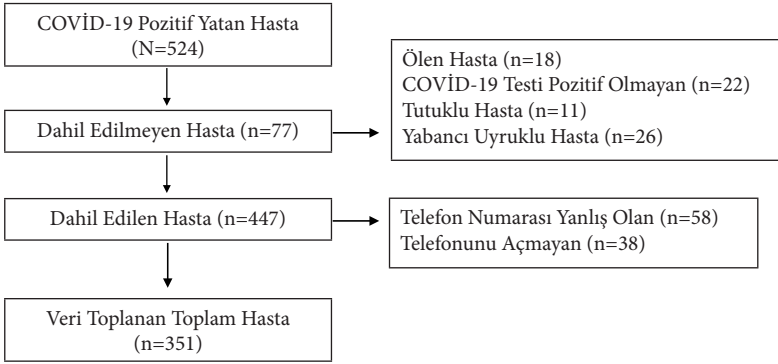 COVİD-19 Pozitif Yatan Hasta
(N=524)
Ölen Hasta (n=18)
COVİD-19 Testi Pozitif Olmayan (n=22)
Tutuklu Hasta (n=11)
Yabancı Uyruklu Hasta (n=26)
Dahil Edilmeyen Hasta (n=77)
Dahil Edilen Hasta (n=447)
Telefon Numarası Yanlış Olan (n=58)
Telefonunu Açmayan (n=38)
Veri Toplanan Toplam Hasta
(n=351)